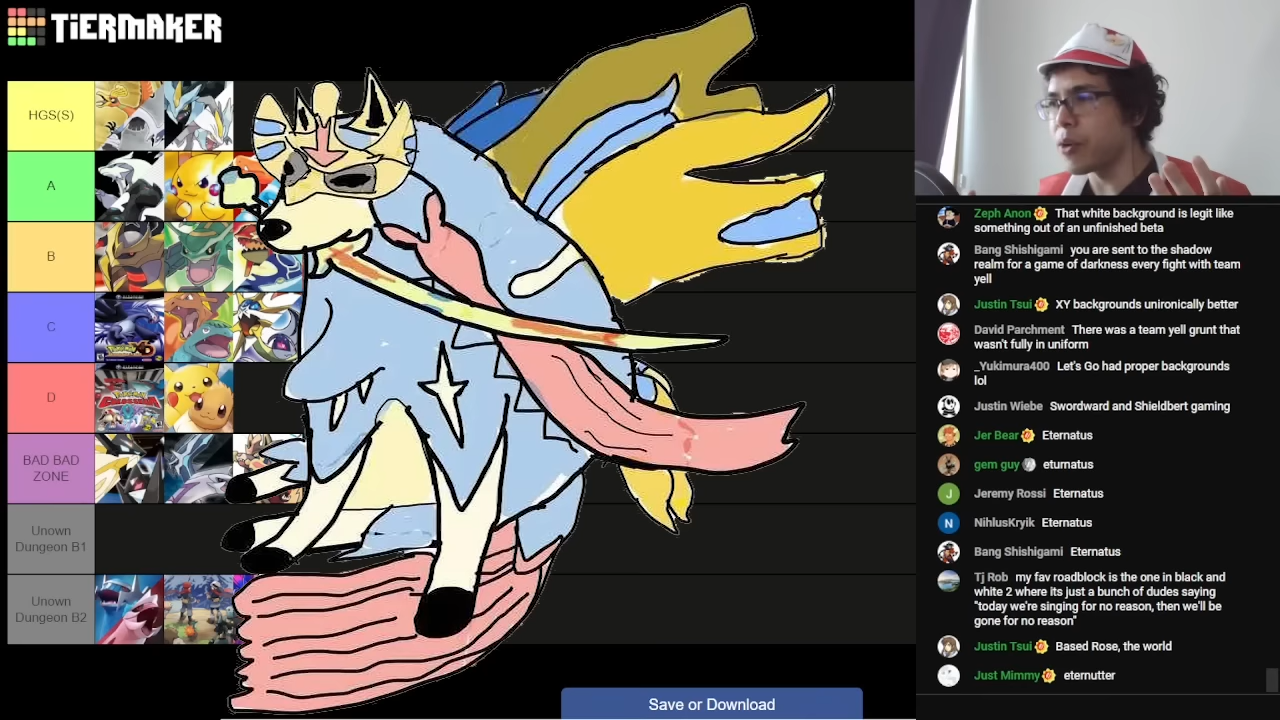 TiERMAKER
HGS(S)
A
B
C
D
BAD BAD
ZONE
Unown
Dungeon B1
Unown
Dungeon B2
Save or Download
Zeph Anon That white background is legit like
something out of an unfinished beta
Bang Shishigami you are sent to the shadow
realm for a game of darkness every fight with team
yell
Justin Tsui XY backgrounds unironically better
David Parchment There was a team yell grunt that
wasn't fully in uniform
_Yukimura400 Let's Go had proper backgrounds
lol
Justin Wiebe Swordward and Shieldbert gaming
Jer Bear Eternatus
gem guy eturnatus
J Jeremy Rossi Eternatus
N NihlusKryik Eternatus
Bang Shishigami Eternatus
Tj Rob my fav roadblock is the one in black and
white 2 where its just a bunch of dudes saying
"today we're singing for no reason, then we'll be
gone for no reason"
Justin Tsui Based Rose, the world
Just Mimmy eternutter